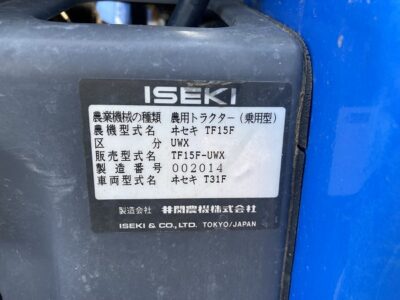 ISEKI
農業機械の種類 農用トラクター(乗用型)
農機型式名 ヰセキ TF15F
区分 UWX
販売型式名 TF15F-UWX
製造番号 002014
車両型式名 ヰセキ T31F
製造会社 井関農機株式会社
ISEKI & CO., LTD. TOKYO/JAPAN